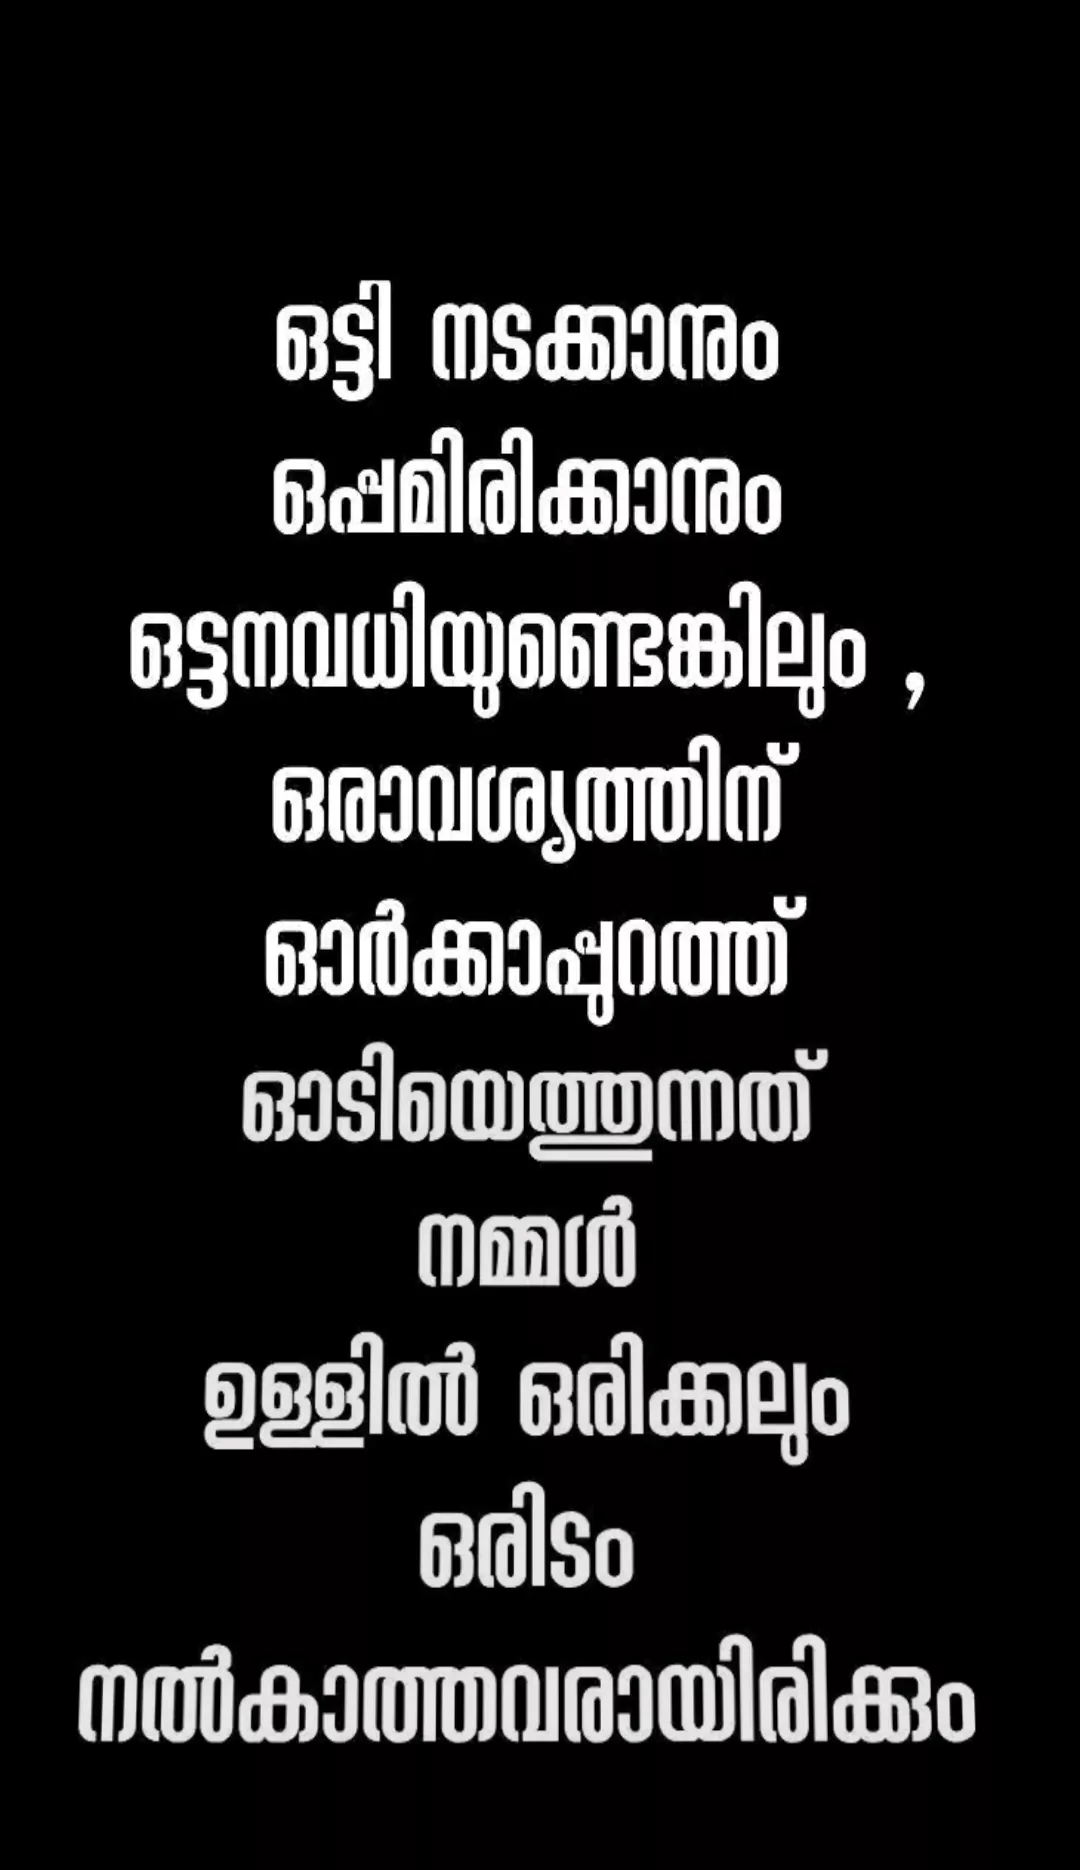 ഒട്ടി നടക്കാനും
ഒപ്പമിരിക്കാനും
ഒട്ടനവധിയുണ്ടെങ്കിലും ,
ഒരാവശ്യത്തിന്
ഓർക്കാപ്പുറത്ത്
ഓടിയെത്തുന്നത്
നമ്മൾ
ഉള്ളിൽ ഒരിക്കലും
ഒരിടം
നൽകാത്തവരായിരിക്കും